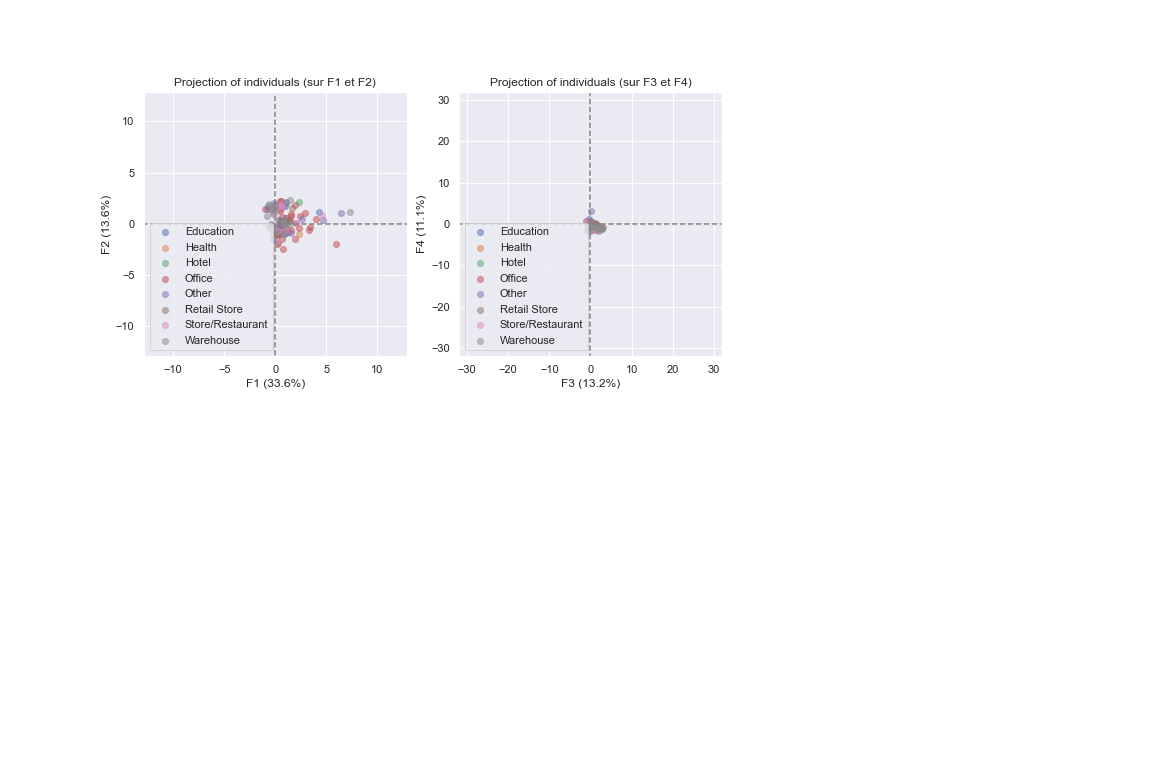 Projection of individuals (sur F1 et F2)
F2 (13.6%)
10
5
0
−5
−10
Education
Health
Hotel
Office
Other
Retail Store
Store/Restaurant
Warehouse
−10 −5 0 5 10
F1 (33.6%)
Projection of individuals (sur F3 et F4)
F4 (11.1%)
30
20
10
0
−10
−20
−30
Education
Health
Hotel
Office
Other
Retail Store
Store/Restaurant
Warehouse
−30 −20 −10 0 10 20 30
F3 (13.2%)